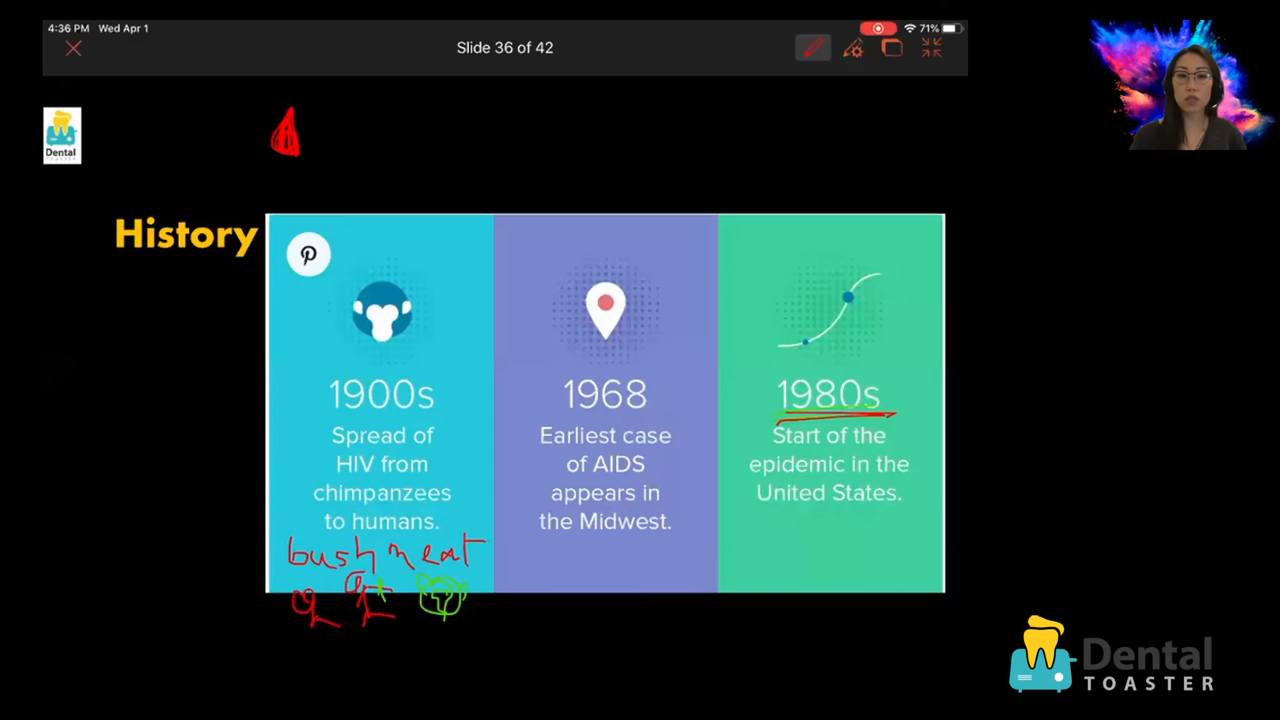 4:36 PM Wed Apr 1
71%
Slide 36 of 42
Dental
TOASTER
History
1900s
Spread of
HIV from
chimpanzees
to humans.
bush meat
1968
Earliest case
of AIDS
appears in
the Midwest.
1980s
Start of the
epidemic in the
United States.
Dental
TOASTER